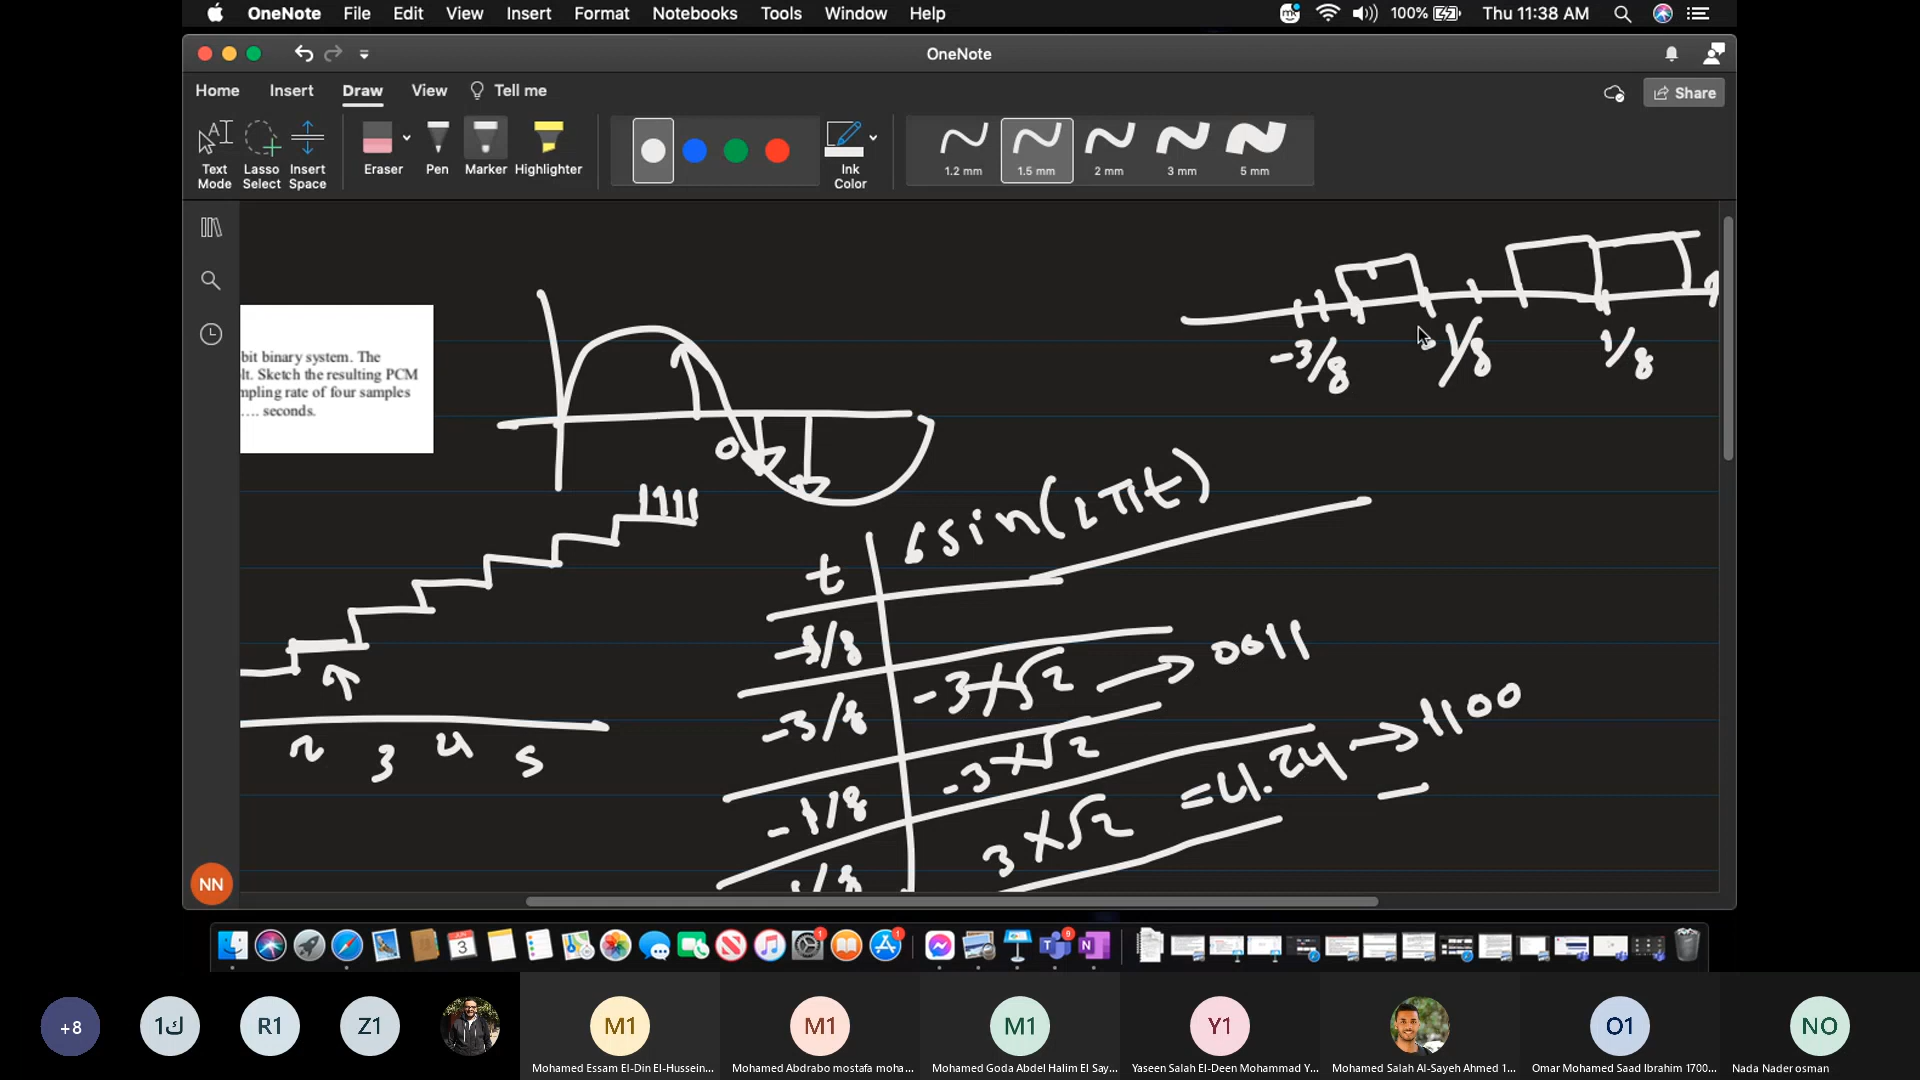 OneNote File Edit View Insert Format Notebooks Tools Window Help 100% Thu 11:38 AM
OneNote
Home Insert Draw View Tell me Share
Text Mode Lasso Select Insert Space Eraser Pen Marker Highlighter Ink Color 1.2 mm 1.5 mm 2 mm 3 mm 5 mm
bit binary system. The
lt. Sketch the resulting PCM
mpling rate of four samples
…. seconds.
-3/8 -1/8 1/8
0
6sin(2πt)
t
-3/8 -3×√2 → 0011
-1/8 -3×√2
1/8 3×√2 = 4.24 → 1100
2 3 4 5
NN
JUN 3 1 1 9
+8 1ك R1 Z1 M1 M1 M1 Y1 O1 NO
Mohamed Essam El-Din El-Hussein... Mohamed Abdrabo mostafa moha... Mohamed Goda Abdel Halim El Say... Yaseen Salah El-Deen Mohammad Y... Mohamed Salah Al-Sayeh Ahmed 1... Omar Mohamed Saad Ibrahim 1700... Nada Nader osman